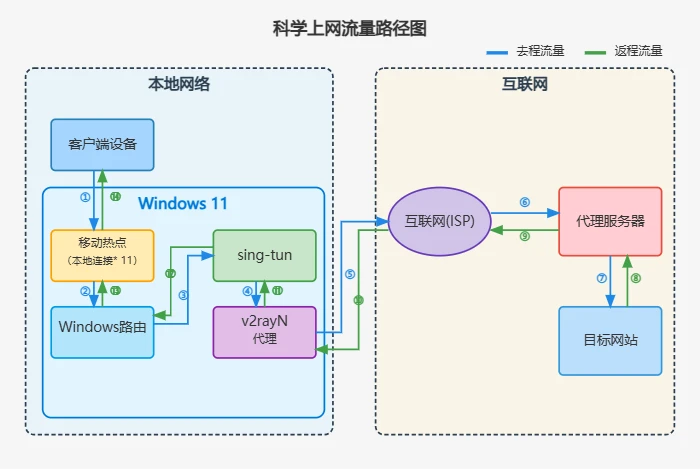 科学上网流量路径图
去程流量
返程流量
本地网络
互联网
客户端设备
①
⑭
Windows 11
移动热点
（本地连接* 11）
②
⑬
Windows路由
⑫
③
sing-tun
④
⑪
v2rayN
代理
⑤
⑩
互联网(ISP)
⑥
⑨
代理服务器
⑦
⑧
目标网站